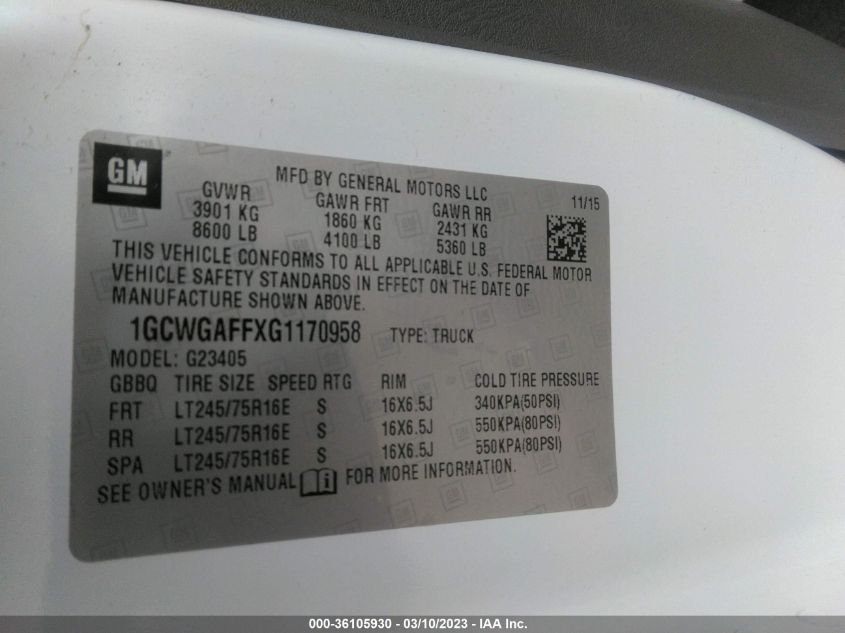 GM
MFD BY GENERAL MOTORS LLC
11/15
GVWR GAWR FRT GAWR RR
3901 KG 1860 KG 2431 KG
8600 LB 4100 LB 5360 LB
THIS VEHICLE CONFORMS TO ALL APPLICABLE U.S. FEDERAL MOTOR
VEHICLE SAFETY STANDARDS IN EFFECT ON THE DATE OF
MANUFACTURE SHOWN ABOVE.
1GCWGAFFXG1170958 TYPE: TRUCK
MODEL: G23405
GBBQ TIRE SIZE SPEED RTG RIM COLD TIRE PRESSURE
FRT LT245/75R16E S 16X6.5J 340KPA(50PSI)
RR LT245/75R16E S 16X6.5J 550KPA(80PSI)
SPA LT245/75R16E S 16X6.5J 550KPA(80PSI)
SEE OWNER'S MANUAL i FOR MORE INFORMATION.
000-36105930 - 03/10/2023 - IAA Inc.